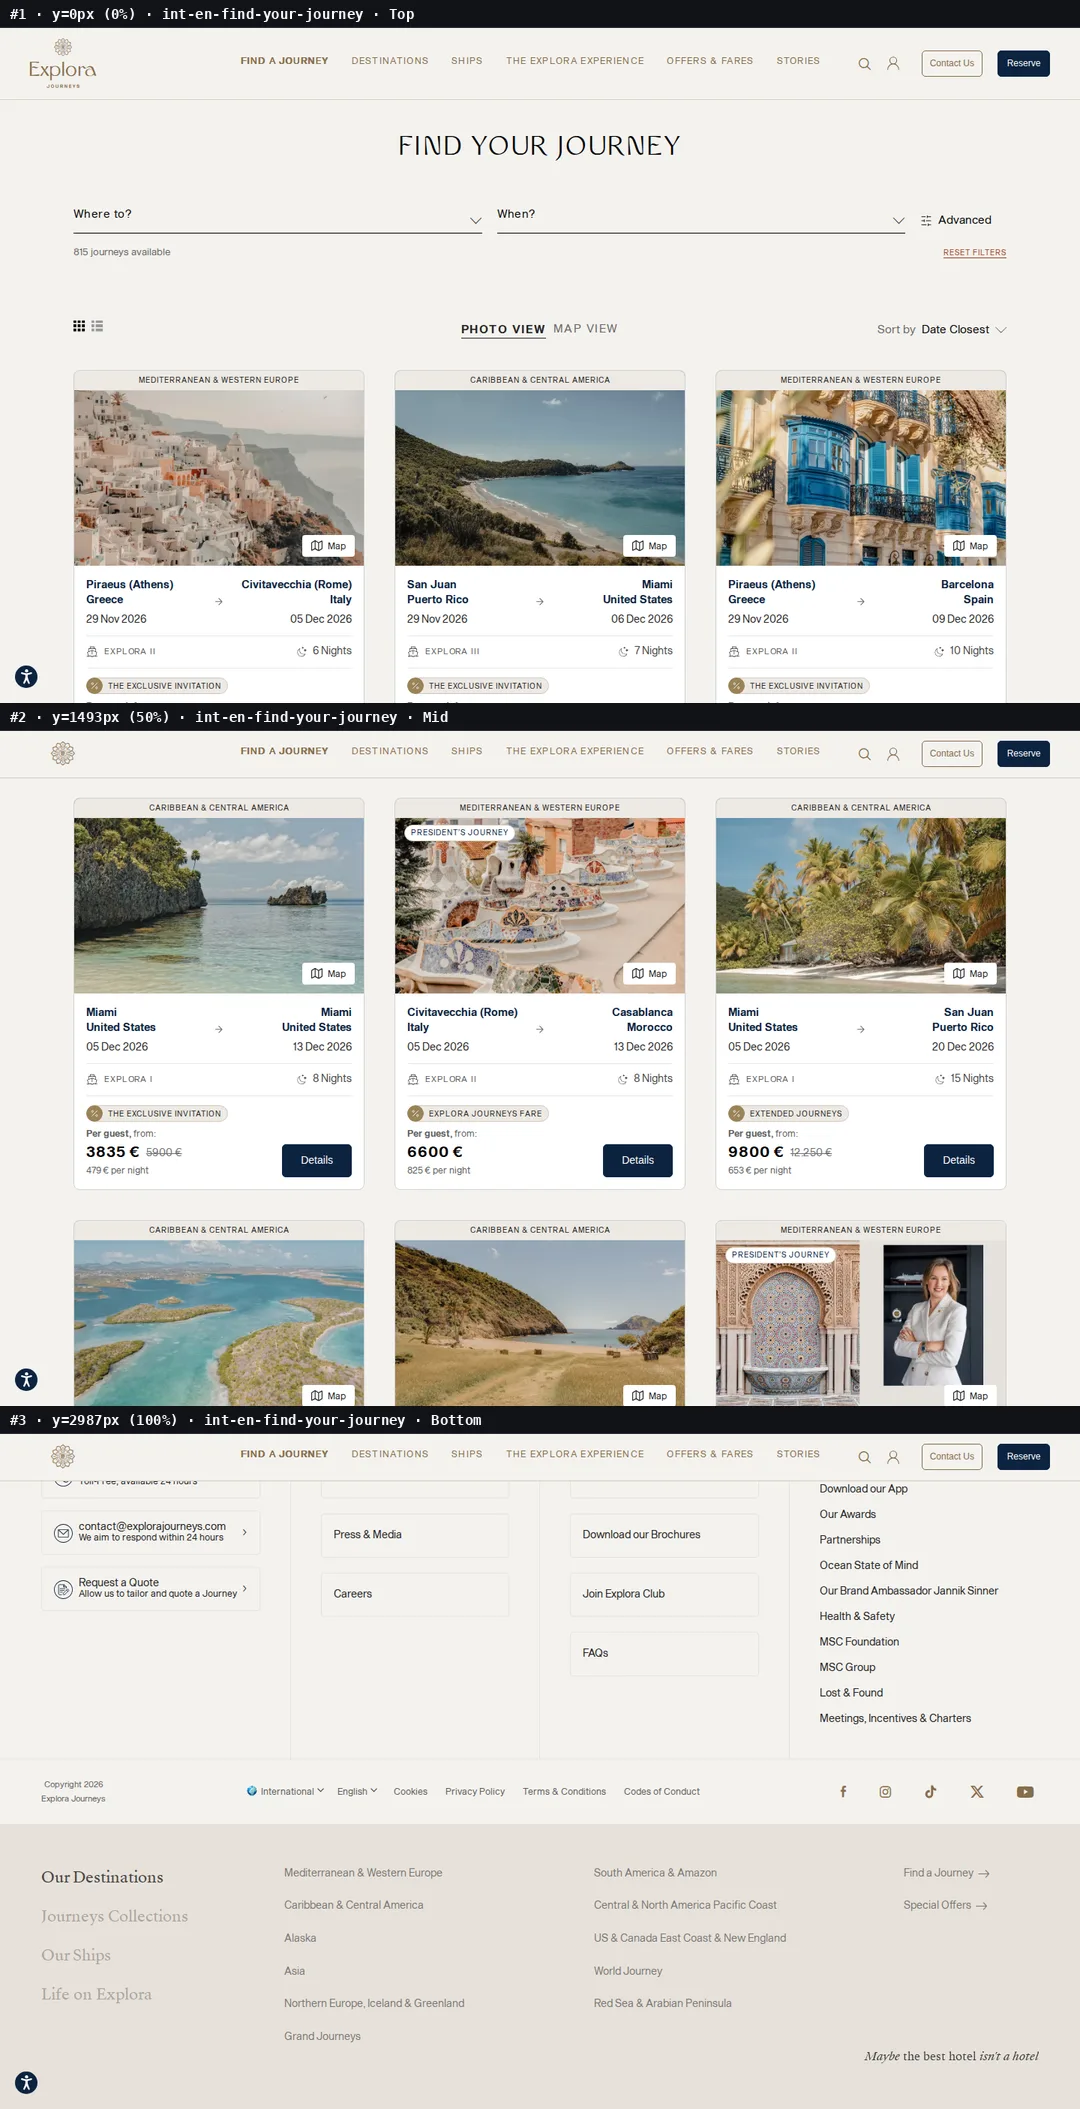 #1 · y=0px (0%) · int-en-find-your-journey · Top
Explora
JOURNEYS
FIND A JOURNEY
DESTINATIONS
SHIPS
THE EXPLORA EXPERIENCE
OFFERS & FARES
STORIES
Contact Us
Reserve
FIND YOUR JOURNEY
Where to?
When?
Advanced
815 journeys available
RESET FILTERS
PHOTO VIEW
MAP VIEW
Sort by Date Closest
MEDITERRANEAN & WESTERN EUROPE
Map
Piraeus (Athens) Civitavecchia (Rome)
Greece → Italy
29 Nov 2026 05 Dec 2026
EXPLORA II 6 Nights
THE EXCLUSIVE INVITATION
CARIBBEAN & CENTRAL AMERICA
Map
San Juan Miami
Puerto Rico → United States
29 Nov 2026 06 Dec 2026
EXPLORA III 7 Nights
THE EXCLUSIVE INVITATION
MEDITERRANEAN & WESTERN EUROPE
Map
Piraeus (Athens) Barcelona
Greece → Spain
29 Nov 2026 09 Dec 2026
EXPLORA II 10 Nights
THE EXCLUSIVE INVITATION
#2 · y=1493px (50%) · int-en-find-your-journey · Mid
FIND A JOURNEY
DESTINATIONS
SHIPS
THE EXPLORA EXPERIENCE
OFFERS & FARES
STORIES
Contact Us
Reserve
CARIBBEAN & CENTRAL AMERICA
Map
Miami Miami
United States → United States
05 Dec 2026 13 Dec 2026
EXPLORA I 8 Nights
THE EXCLUSIVE INVITATION
Per guest, from:
3835 € 5900 €
479 € per night
Details
MEDITERRANEAN & WESTERN EUROPE
PRESIDENT'S JOURNEY
Map
Civitavecchia (Rome) Casablanca
Italy → Morocco
05 Dec 2026 13 Dec 2026
EXPLORA II 8 Nights
EXPLORA JOURNEYS FARE
Per guest, from:
6600 €
825 € per night
Details
CARIBBEAN & CENTRAL AMERICA
Map
Miami San Juan
United States → Puerto Rico
05 Dec 2026 20 Dec 2026
EXPLORA I 15 Nights
EXTENDED JOURNEYS
Per guest, from:
9800 € 12.250 €
653 € per night
Details
CARIBBEAN & CENTRAL AMERICA
Map
CARIBBEAN & CENTRAL AMERICA
Map
MEDITERRANEAN & WESTERN EUROPE
PRESIDENT'S JOURNEY
Map
#3 · y=2987px (100%) · int-en-find-your-journey · Bottom
FIND A JOURNEY
DESTINATIONS
SHIPS
THE EXPLORA EXPERIENCE
OFFERS & FARES
STORIES
Contact Us
Reserve
Toll-Free, available 24 hours
contact@explorajourneys.com
We aim to respond within 24 hours
Request a Quote
Allow us to tailor and quote a Journey
Press & Media
Careers
Download our Brochures
Join Explora Club
FAQs
Download our App
Our Awards
Partnerships
Ocean State of Mind
Our Brand Ambassador Jannik Sinner
Health & Safety
MSC Foundation
MSC Group
Lost & Found
Meetings, Incentives & Charters
Copyright 2026
Explora Journeys
International
English
Cookies
Privacy Policy
Terms & Conditions
Codes of Conduct
Our Destinations
Journeys Collections
Our Ships
Life on Explora
Mediterranean & Western Europe
Caribbean & Central America
Alaska
Asia
Northern Europe, Iceland & Greenland
Grand Journeys
South America & Amazon
Central & North America Pacific Coast
US & Canada East Coast & New England
World Journey
Red Sea & Arabian Peninsula
Find a Journey →
Special Offers →
Maybe the best hotel isn't a hotel